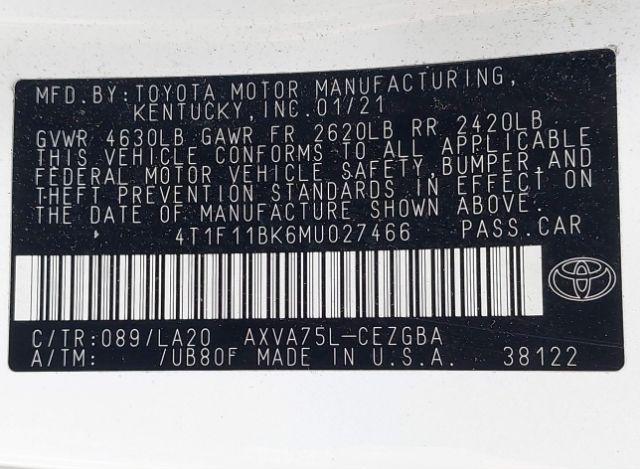 MFD.BY:TOYOTA MOTOR MANUFACTURING,
KENTUCKY,INC.01/21
GVWR 4630LB GAWR FR 2620LB RR 2420LB
THIS VEHICLE CONFORMS TO ALL APPLICABLE
FEDERAL MOTOR VEHICLE SAFETY,BUMPER,AND
THEFT PREVENTION STANDARDS IN EFFECT ON
THE DATE OF MANUFACTURE SHOWN ABOVE.
4T1F11BK6MU027466 PASS.CAR
C/TR:089/LA20 AXVA75L-CEZGBA
A/TM: /UB80F MADE IN U.S.A. 38122